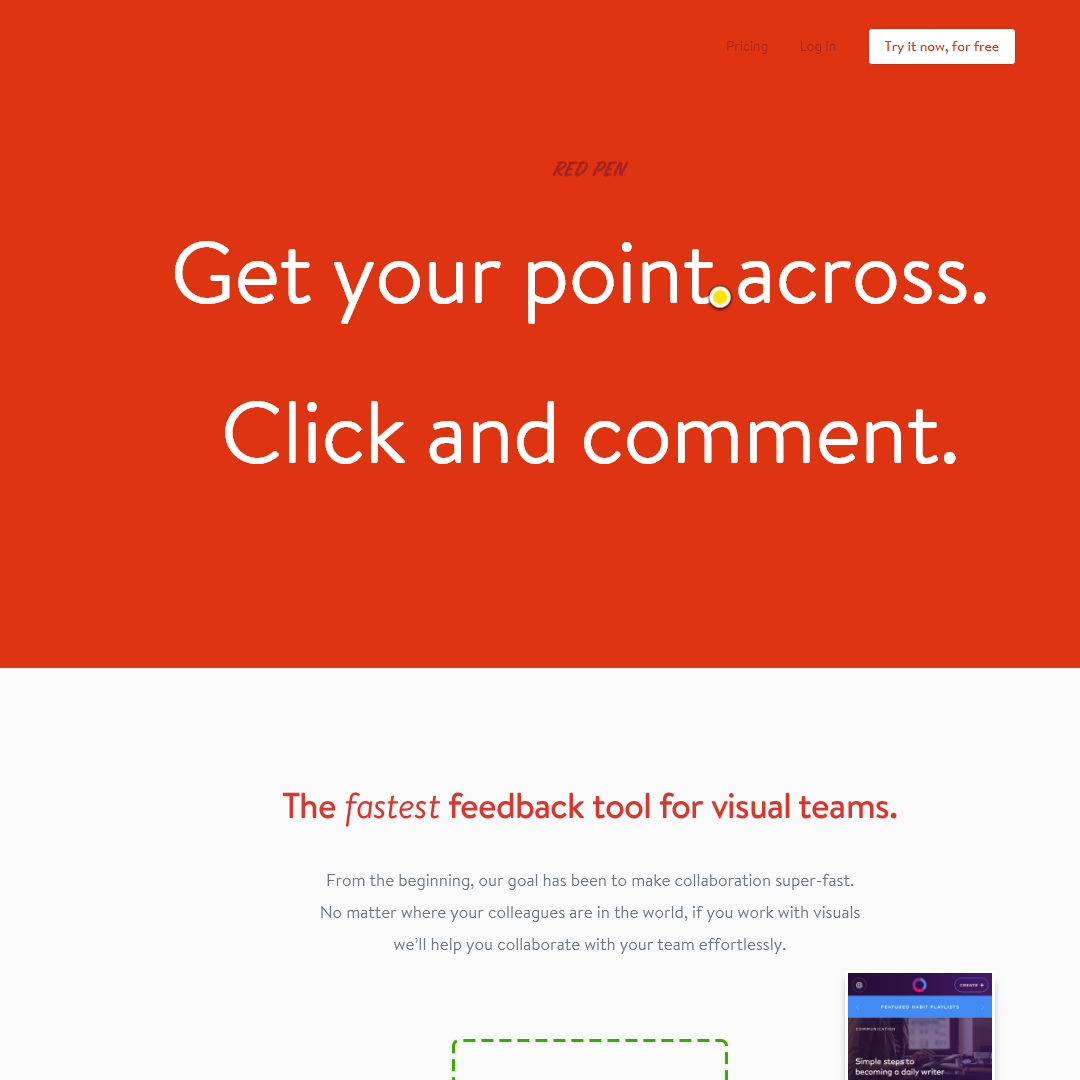 Pricing Log in Try it now, for free
RED PEN
Get your point across.
Click and comment.
The fastest feedback tool for visual teams.
From the beginning, our goal has been to make collaboration super-fast.
No matter where your colleagues are in the world, if you work with visuals
we’ll help you collaborate with your team effortlessly.
CREATE +
FEATURED HABIT PLAYLISTS
COMMUNICATION
Simple steps to
becoming a daily writer